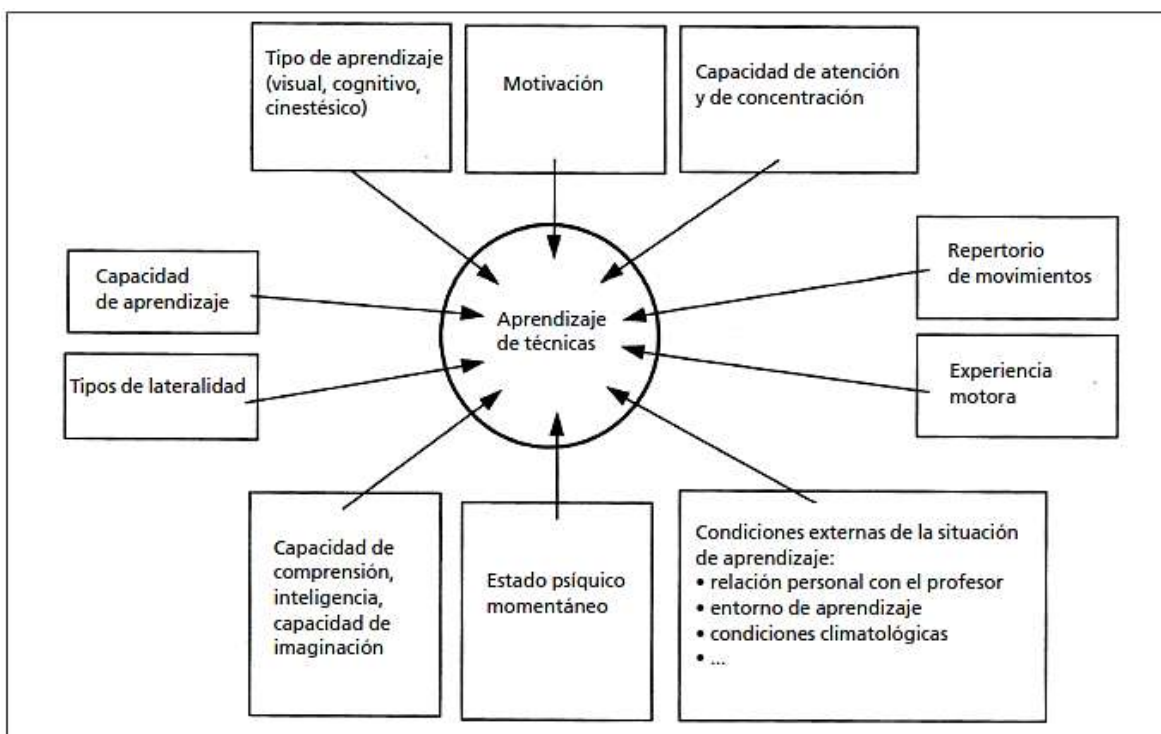 Tipo de aprendizaje
(visual, cognitivo,
cinestésico)
Motivación
Capacidad de atención
y de concentración
Capacidad
de aprendizaje
Repertorio
de movimientos
Aprendizaje
de técnicas
Tipos de lateralidad
Experiencia
motora
Capacidad de
comprensión,
inteligencia,
capacidad de
imaginación
Estado psíquico
momentáneo
Condiciones externas de la situación
de aprendizaje:
• relación personal con el profesor
• entorno de aprendizaje
• condiciones climatológicas
• ...